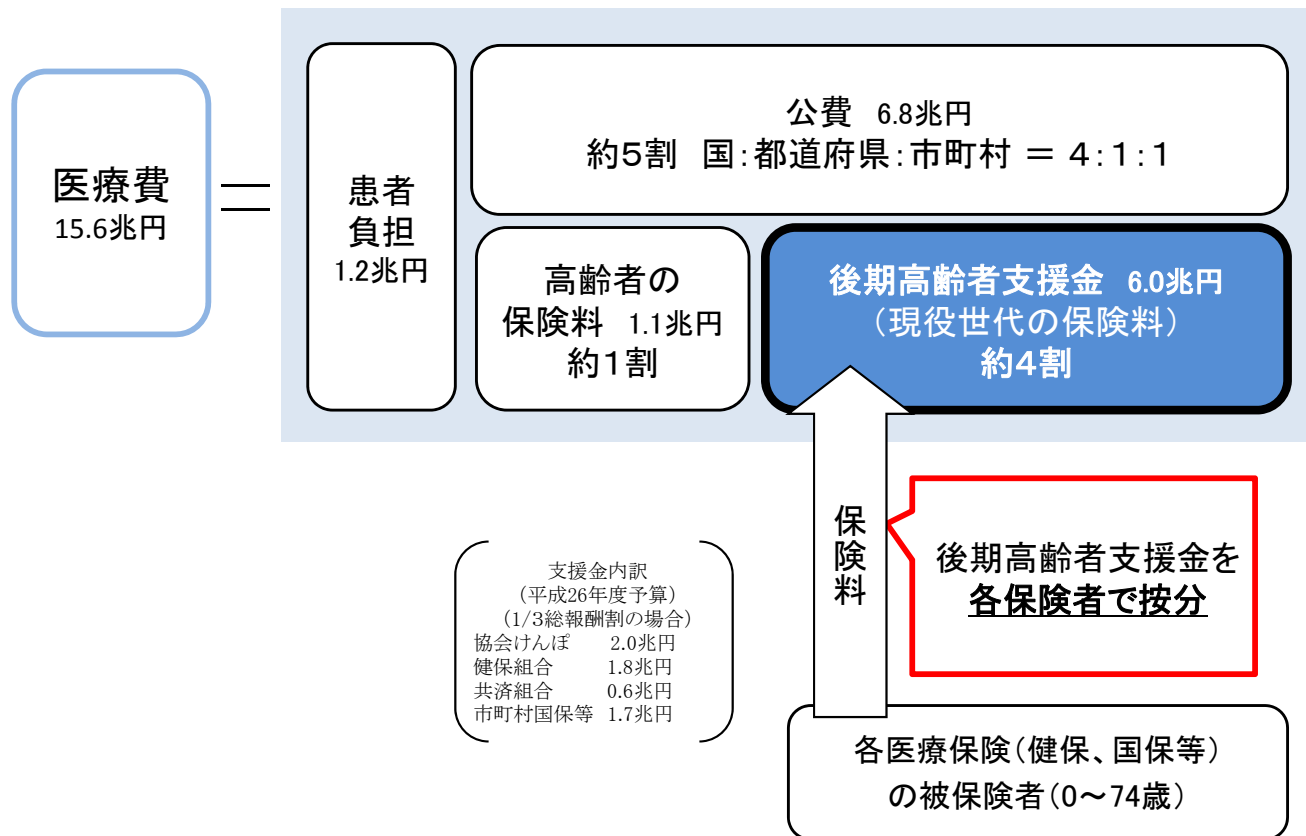 医療費
15.6兆円
患者
負担
1.2兆円
公費 6.8兆円
約5割 国:都道府県:市町村 = 4:1:1
高齢者の
保険料 1.1兆円
約1割
後期高齢者支援金 6.0兆円
(現役世代の保険料)
約4割
保険料
後期高齢者支援金を
各保険者で按分
支援金内訳
(平成26年度予算)
(1/3総報酬割の場合)
協会けんぽ 2.0兆円
健保組合 1.8兆円
共済組合 0.6兆円
市町村国保等 1.7兆円
各医療保険(健保、国保等)
の被保険者(0~74歳)